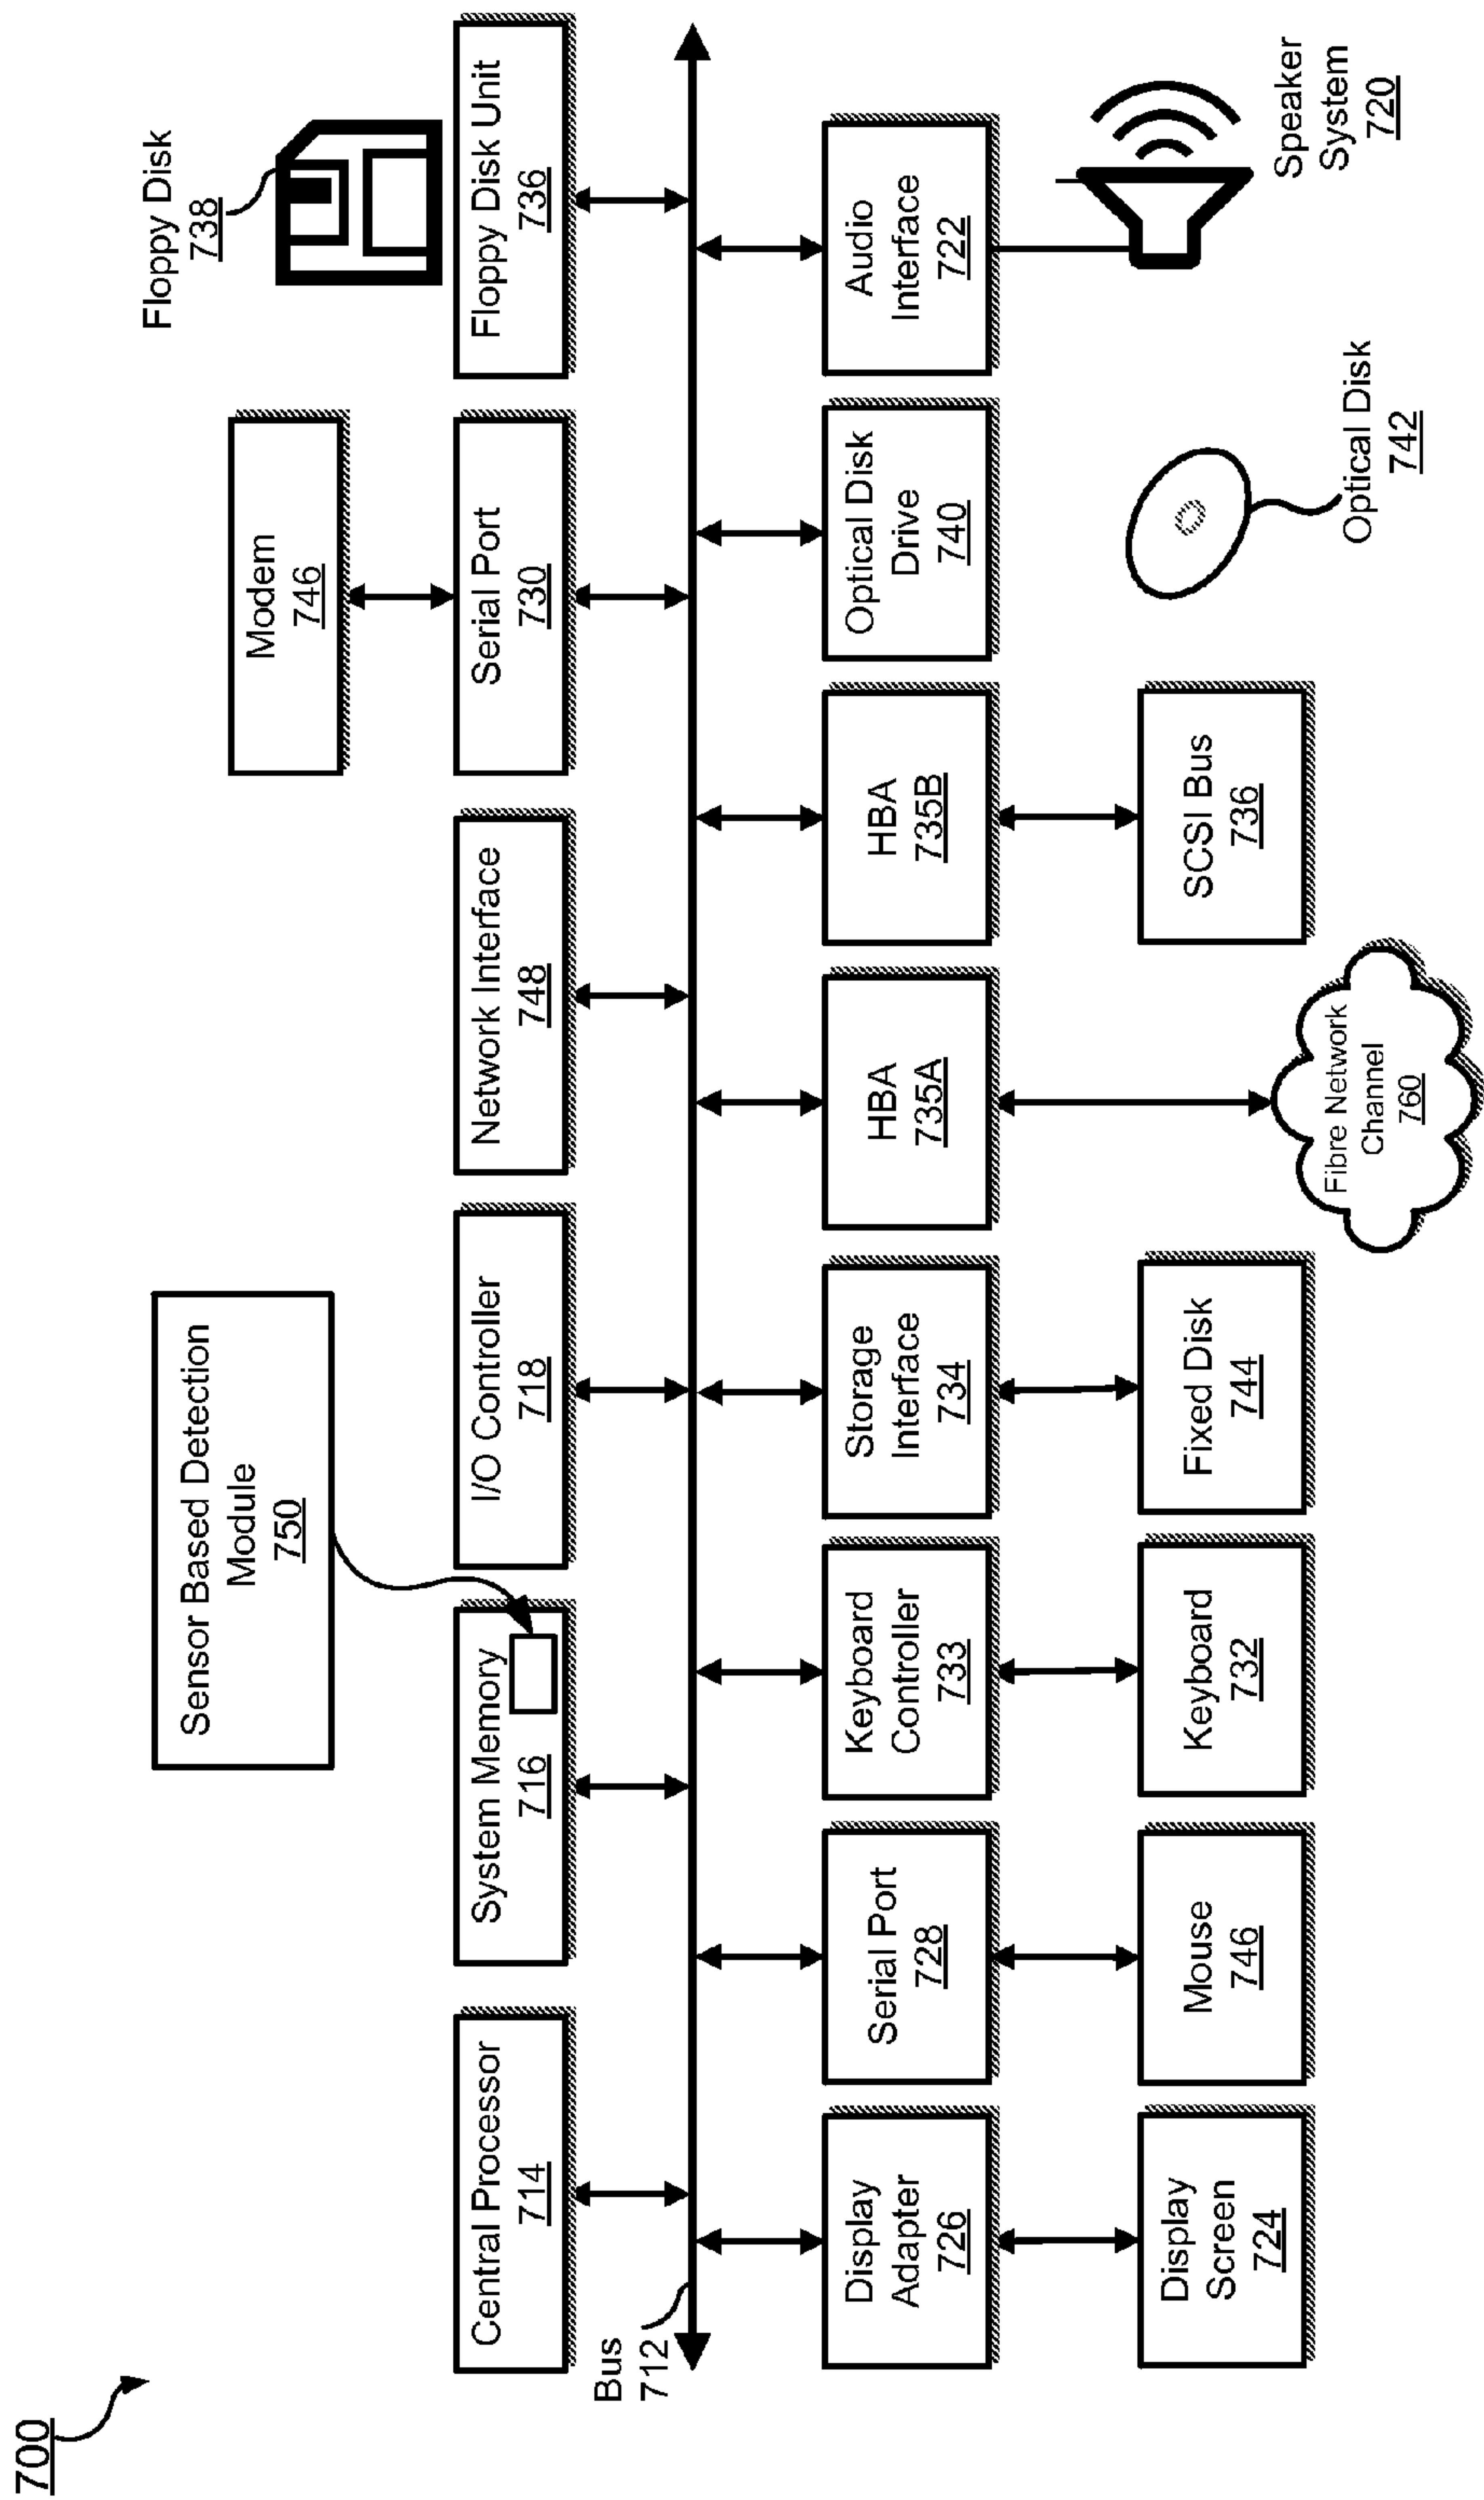 700
Sensor Based Detection
Module
750
Modem
746
Floppy Disk
738
Central Processor
714
System Memory
716
I/O Controller
718
Network Interface
748
Serial Port
730
Floppy Disk Unit
736
Bus
712
Display
Adapter
726
Serial Port
728
Keyboard
Controller
733
Storage
Interface
734
HBA
735A
HBA
735B
Optical Disk
Drive
740
Audio
Interface
722
Display
Screen
724
Mouse
746
Keyboard
732
Fixed Disk
744
Fibre Network
Channel
760
SCSI Bus
736
Optical Disk
742
Speaker
System
720